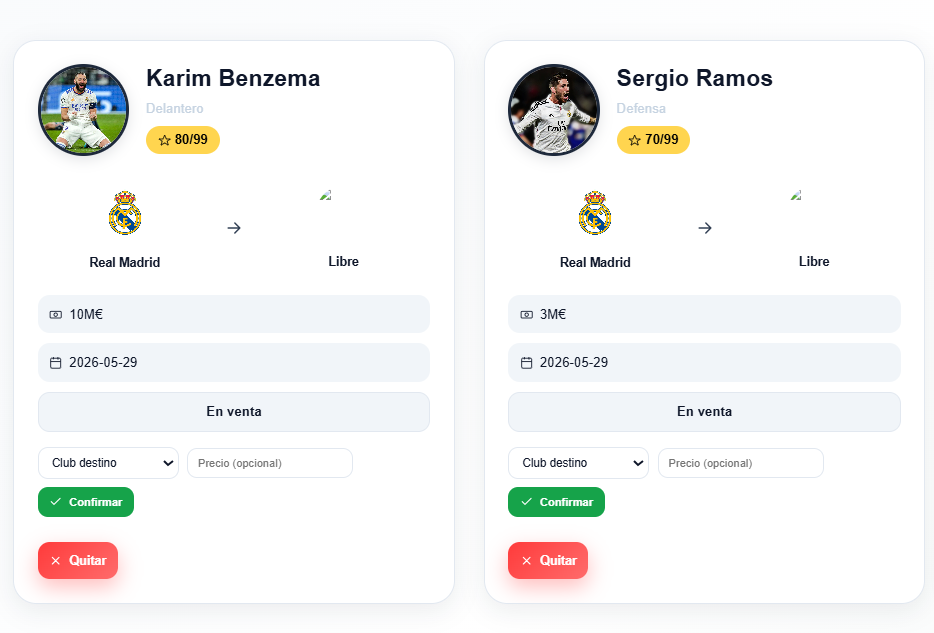 Karim Benzema
Delantero
80/99
Real Madrid
Libre
10M€
2026-05-29
En venta
Club destino
Precio (opcional)
Confirmar
Quitar
Sergio Ramos
Defensa
70/99
Real Madrid
Libre
3M€
2026-05-29
En venta
Club destino
Precio (opcional)
Confirmar
Quitar